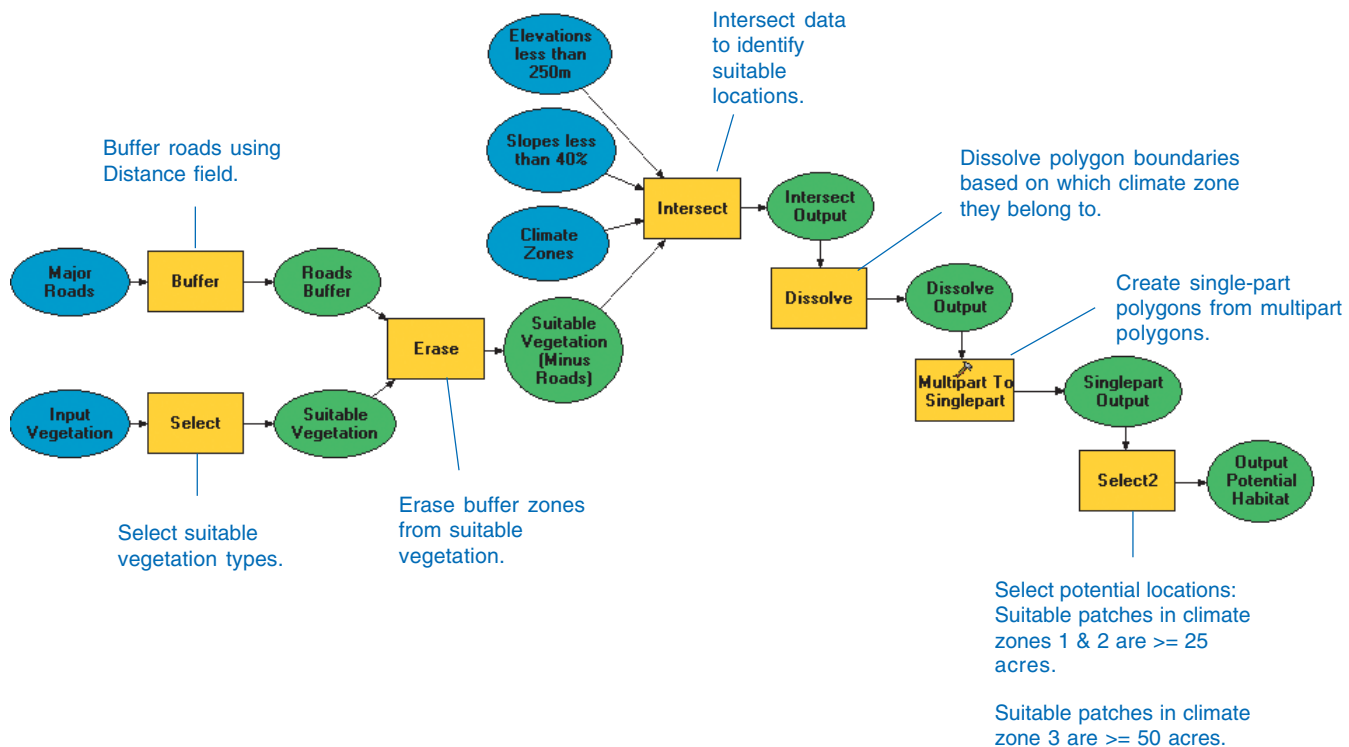 Intersect data
to identify
suitable
locations.
Elevations
less than
250m
Buffer roads using
Distance field.
Slopes less
than 40%
Dissolve polygon boundaries
based on which climate zone
they belong to.
Intersect
Intersect
Output
Climate
Zones
Major
Roads
Buffer
Roads
Buffer
Dissolve
Dissolve
Output
Create single-part
polygons from multipart
polygons.
Erase
Suitable
Vegetation
(Minus
Roads)
Multipart To
Singlepart
Singlepart
Output
Input
Vegetation
Select
Suitable
Vegetation
Select2
Output
Potential
Habitat
Select suitable
vegetation types.
Erase buffer zones
from suitable
vegetation.
Select potential locations:
Suitable patches in climate
zones 1 & 2 are >= 25
acres.
Suitable patches in climate
zone 3 are >= 50 acres.